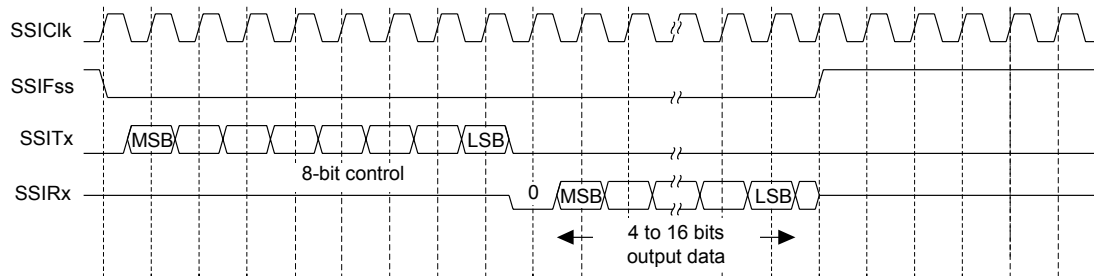 SSIClk
SSIFss
SSITx
MSB
LSB
8-bit control
SSIRx
0
MSB
LSB
4 to 16 bits
output data